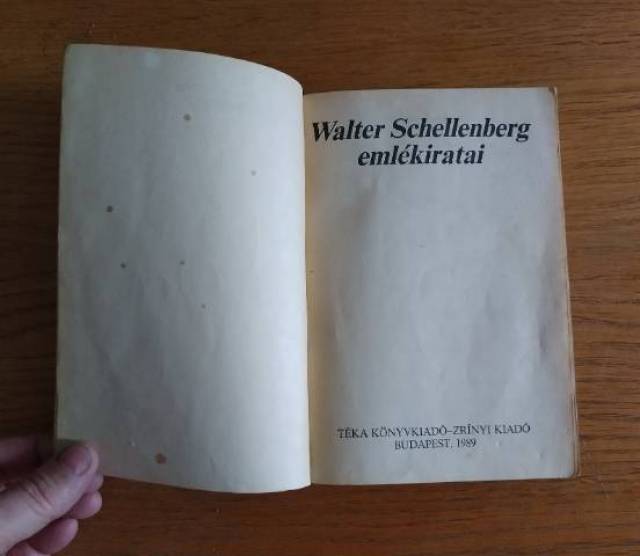 Walter Schellenberg
emlékiratai
TÉKA KÖNYVKIADÓ–ZRÍNYI KIADÓ
BUDAPEST, 1989